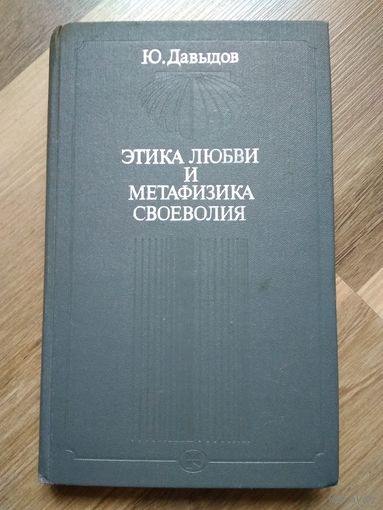 Ю. Давыдов
ЭТИКА ЛЮБВИ
И
МЕТАФИЗИКА
СВОЕВОЛИЯ